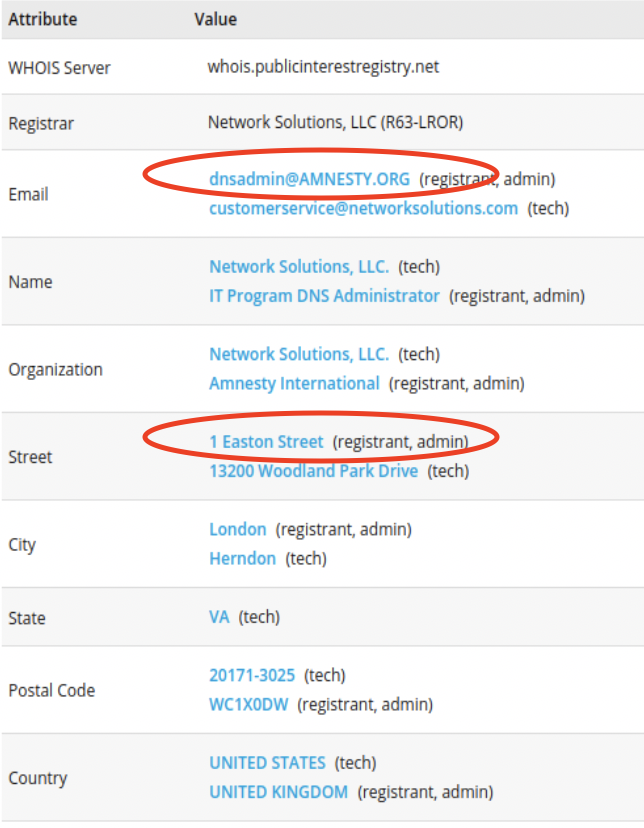 Attribute Value
WHOIS Server whois.publicinterestregistry.net
Registrar Network Solutions, LLC (R63-LROR)
Email dnsadmin@AMNESTY.ORG (registrant, admin)
customerservice@networksolutions.com (tech)
Name Network Solutions, LLC. (tech)
IT Program DNS Administrator (registrant, admin)
Organization Network Solutions, LLC. (tech)
Amnesty International (registrant, admin)
Street 1 Easton Street (registrant, admin)
13200 Woodland Park Drive (tech)
City London (registrant, admin)
Herndon (tech)
State VA (tech)
Postal Code 20171-3025 (tech)
WC1X0DW (registrant, admin)
Country UNITED STATES (tech)
UNITED KINGDOM (registrant, admin)